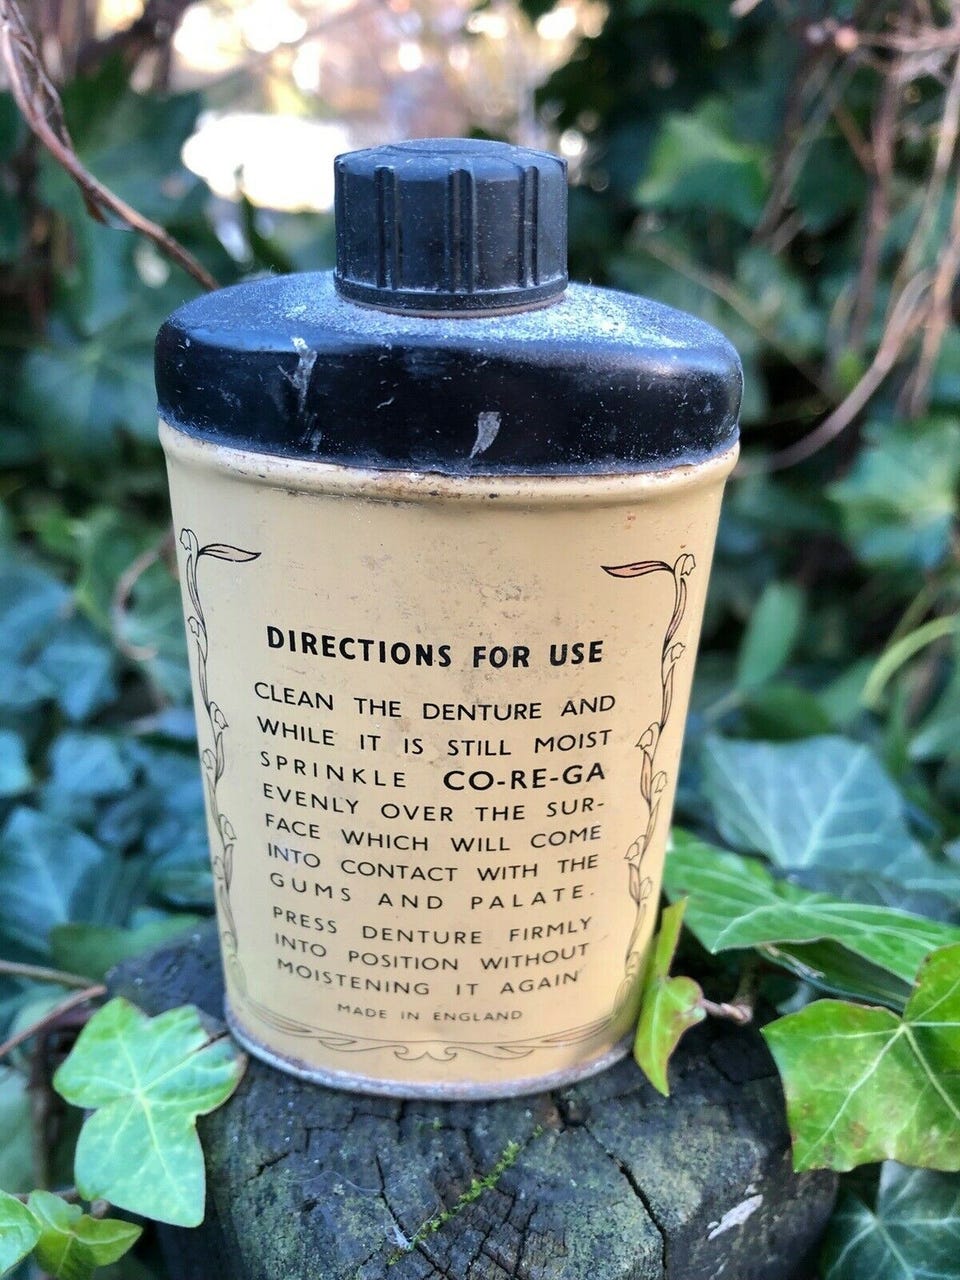 DIRECTIONS FOR USE
CLEAN THE DENTURE AND
WHILE IT IS STILL MOIST
SPRINKLE CO-RE-GA
EVENLY OVER THE SUR-
FACE WHICH WILL COME
INTO CONTACT WITH THE
GUMS AND PALATE.
PRESS DENTURE FIRMLY
INTO POSITION WITHOUT
MOISTENING IT AGAIN
MADE IN ENGLAND